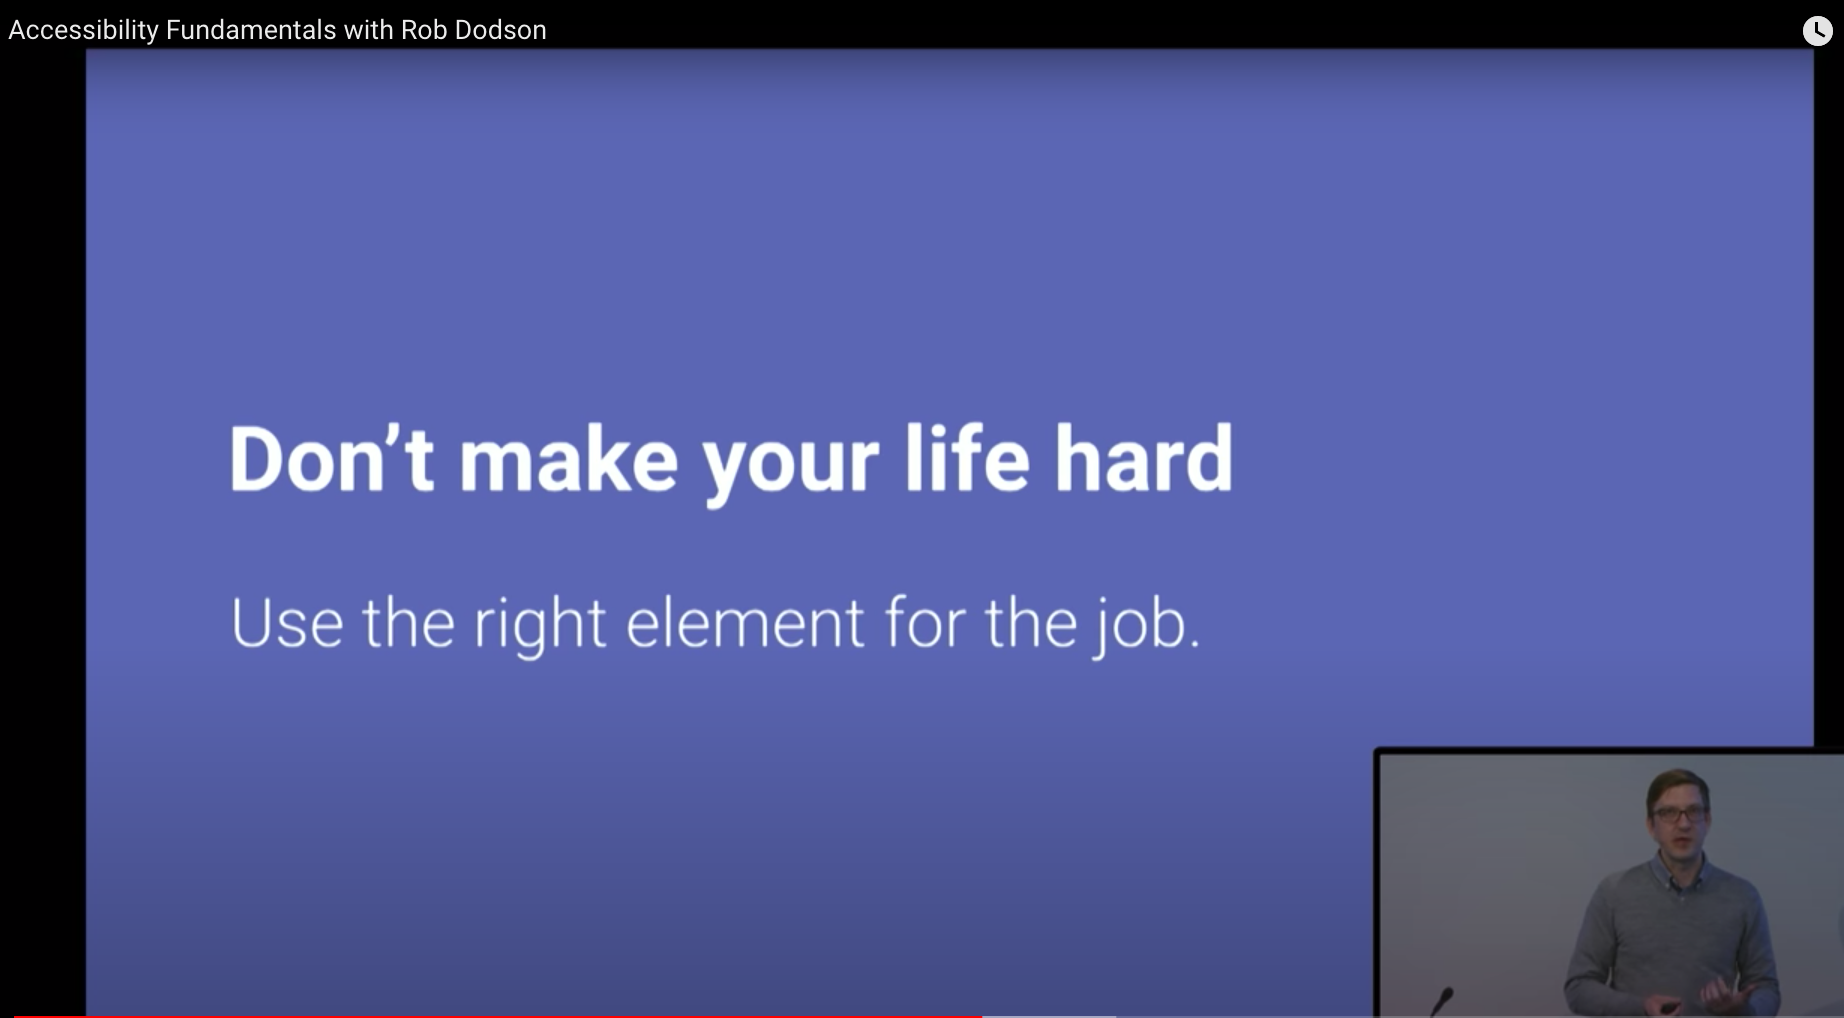 Accessibility Fundamentals with Rob Dodson
Don’t make your life hard
Use the right element for the job.